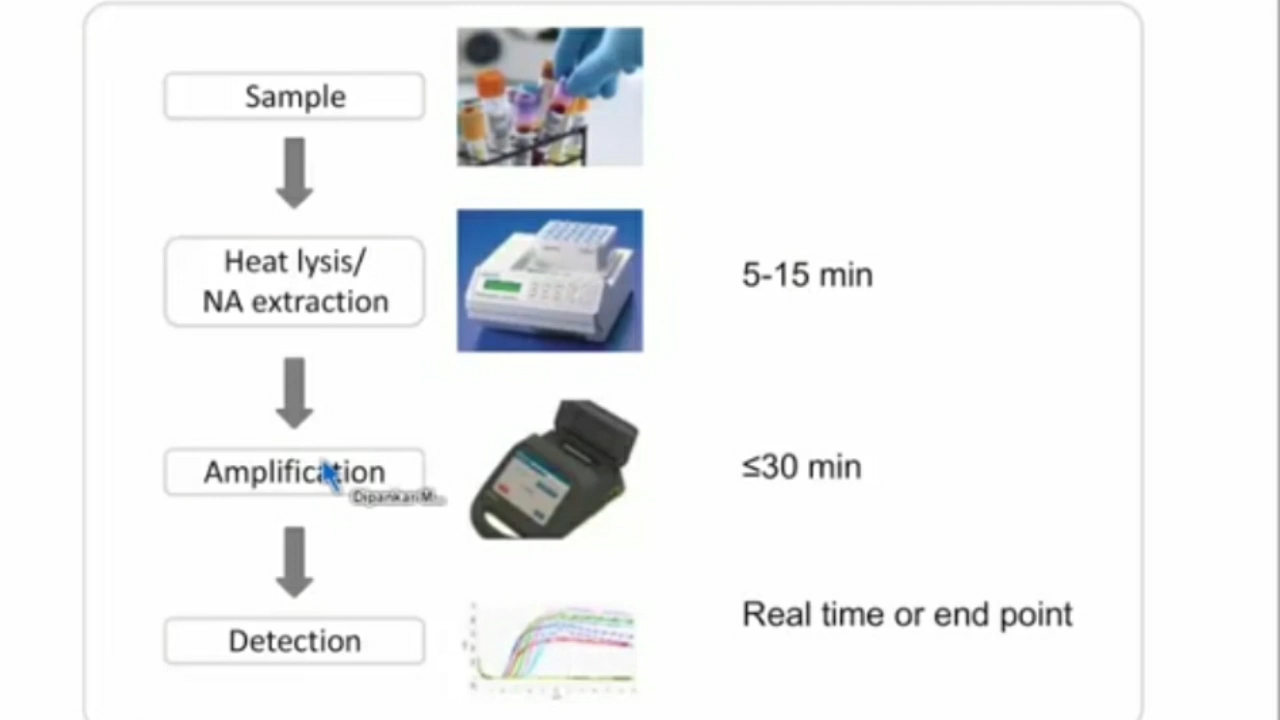 Sample
Heat lysis/
NA extraction
5-15 min
Amplification
≤30 min
Real time or end point
Detection